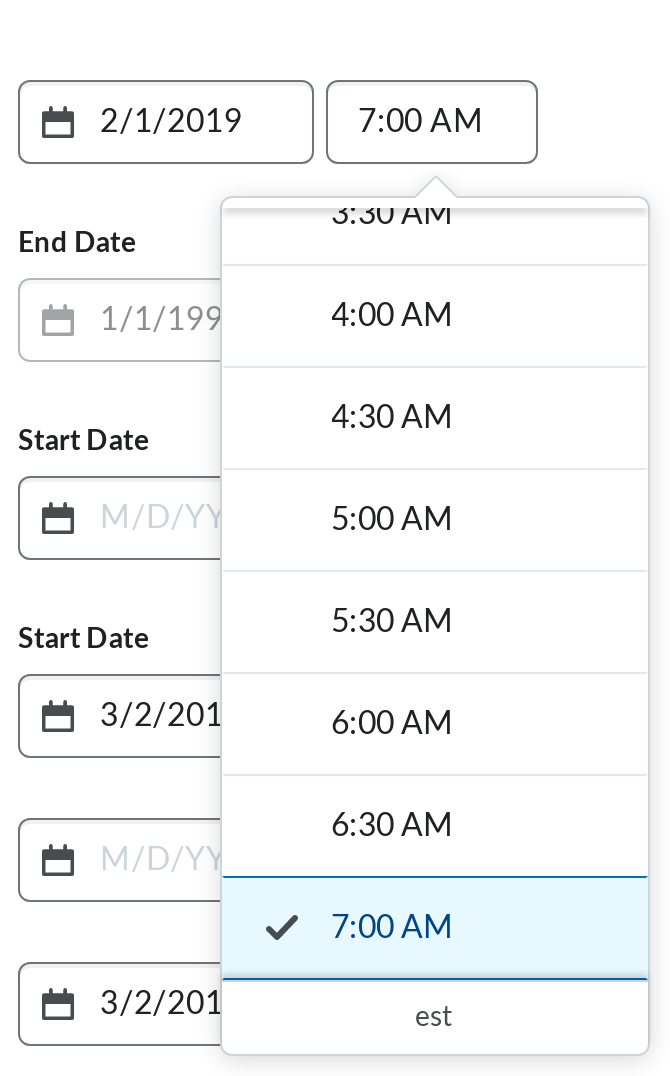 2/1/2019 7:00 AM
3:30 AM
End Date
1/1/199
4:00 AM
4:30 AM
Start Date
M/D/YY
5:00 AM
5:30 AM
Start Date
3/2/201
6:00 AM
6:30 AM
M/D/YY
7:00 AM
3/2/201
est